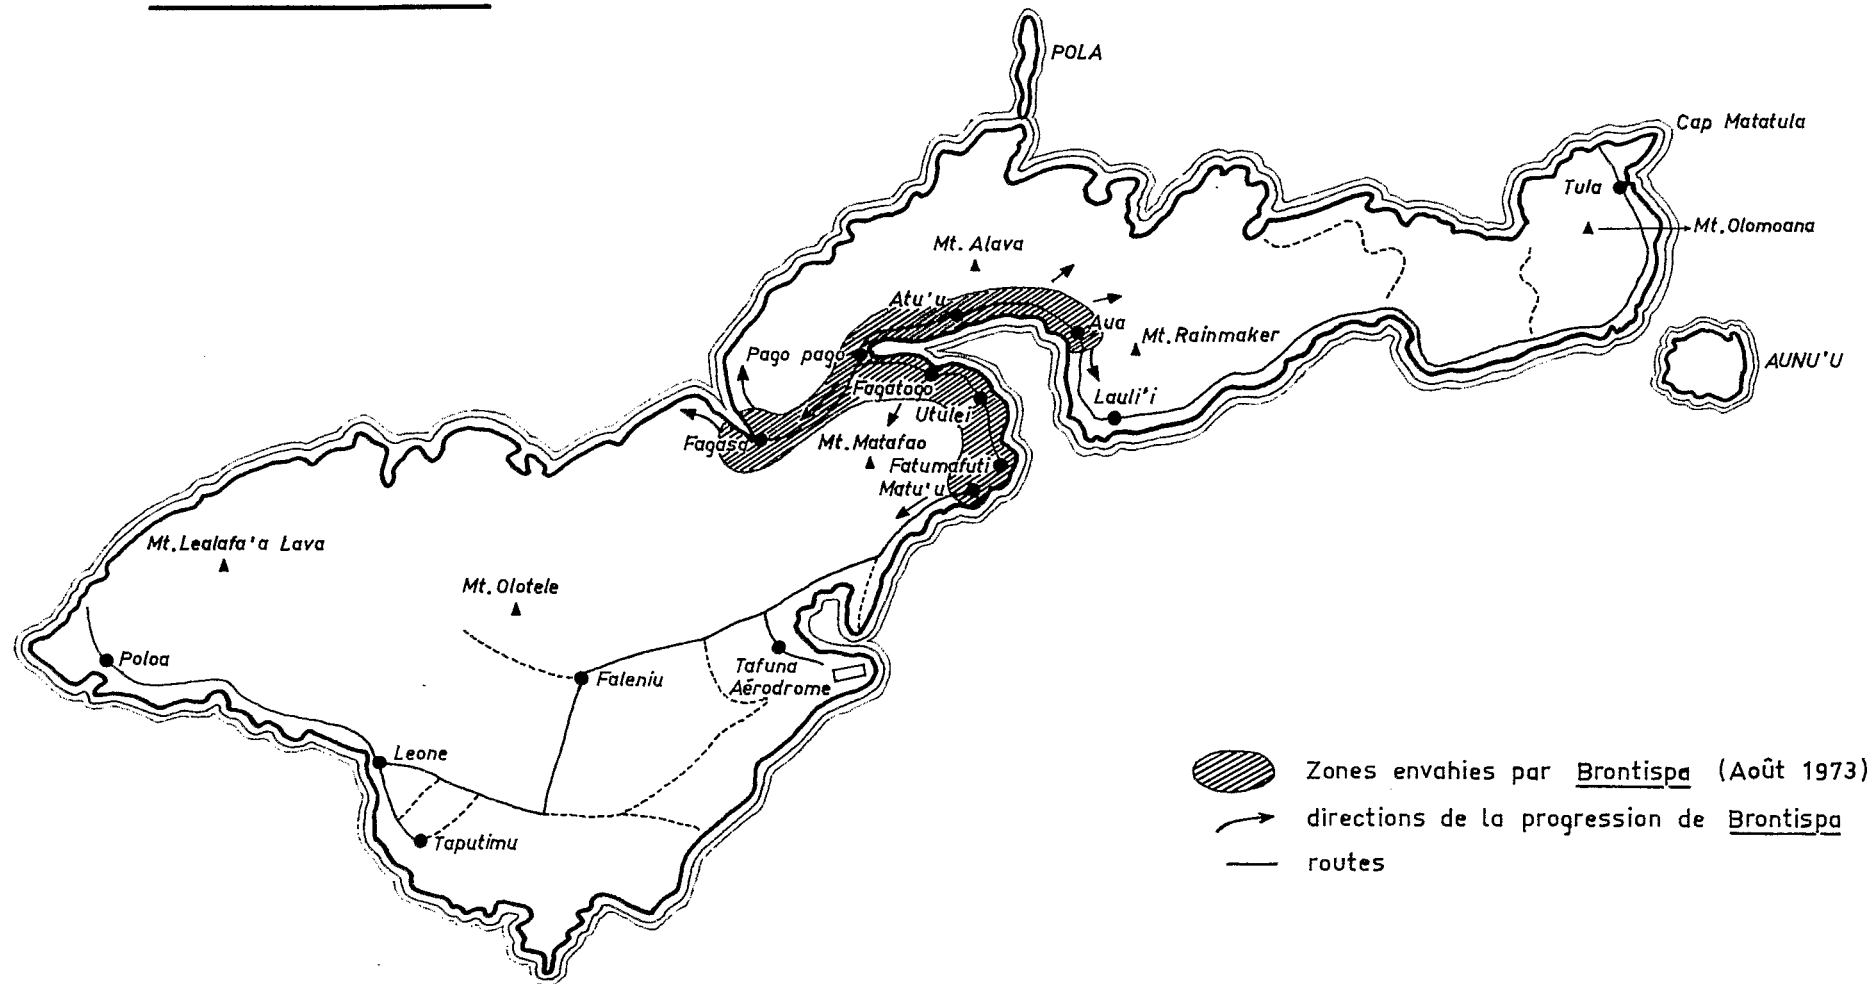 POLA
Cap Matatula
Tula
Mt. Olomoana
Mt. Alava
Atu'u
Aua
Mt. Rainmaker
Pago pago
AUNU'U
Fagatogo
Lauli'i
Utulei
Fagasa
Mt. Matafao
Fatumafuti
Matu'u
Mt. Lealafa'a Lava
Mt. Olotele
Poloa
Faleniu
Tafuna
Aérodrome
Leone
Taputimu
Zones envahies par Brontispa (Août 1973)
directions de la progression de Brontispa
routes